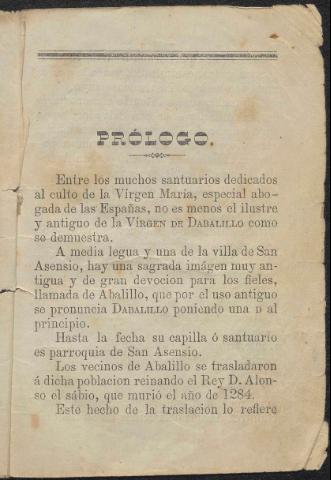 PRÓLOGO.
Entre los muchos santuarios dedicados
al culto de la Vírgen Maria, especial abo-
gada de las Españas, no es menos el ilustre
y antiguo de la VÍRGEN DE DABALILLO como
se demuestra.
A media legua y una de la villa de San
Asensio, hay una sagrada imágen muy an-
tigua y de gran devocion para los fieles,
llamada de Abalillo, que por el uso antiguo
se pronuncia DABALILLO poniendo una D al
principio.
Hasta la fecha su capilla ó santuario
es parroquia de San Asensio.
Los vecinos de Abalillo se trasladaron
á dicha poblacion reinando el Rey D. Alon-
so el sábio, que murió el año de 1284.
Este hecho de la traslacion lo refiere